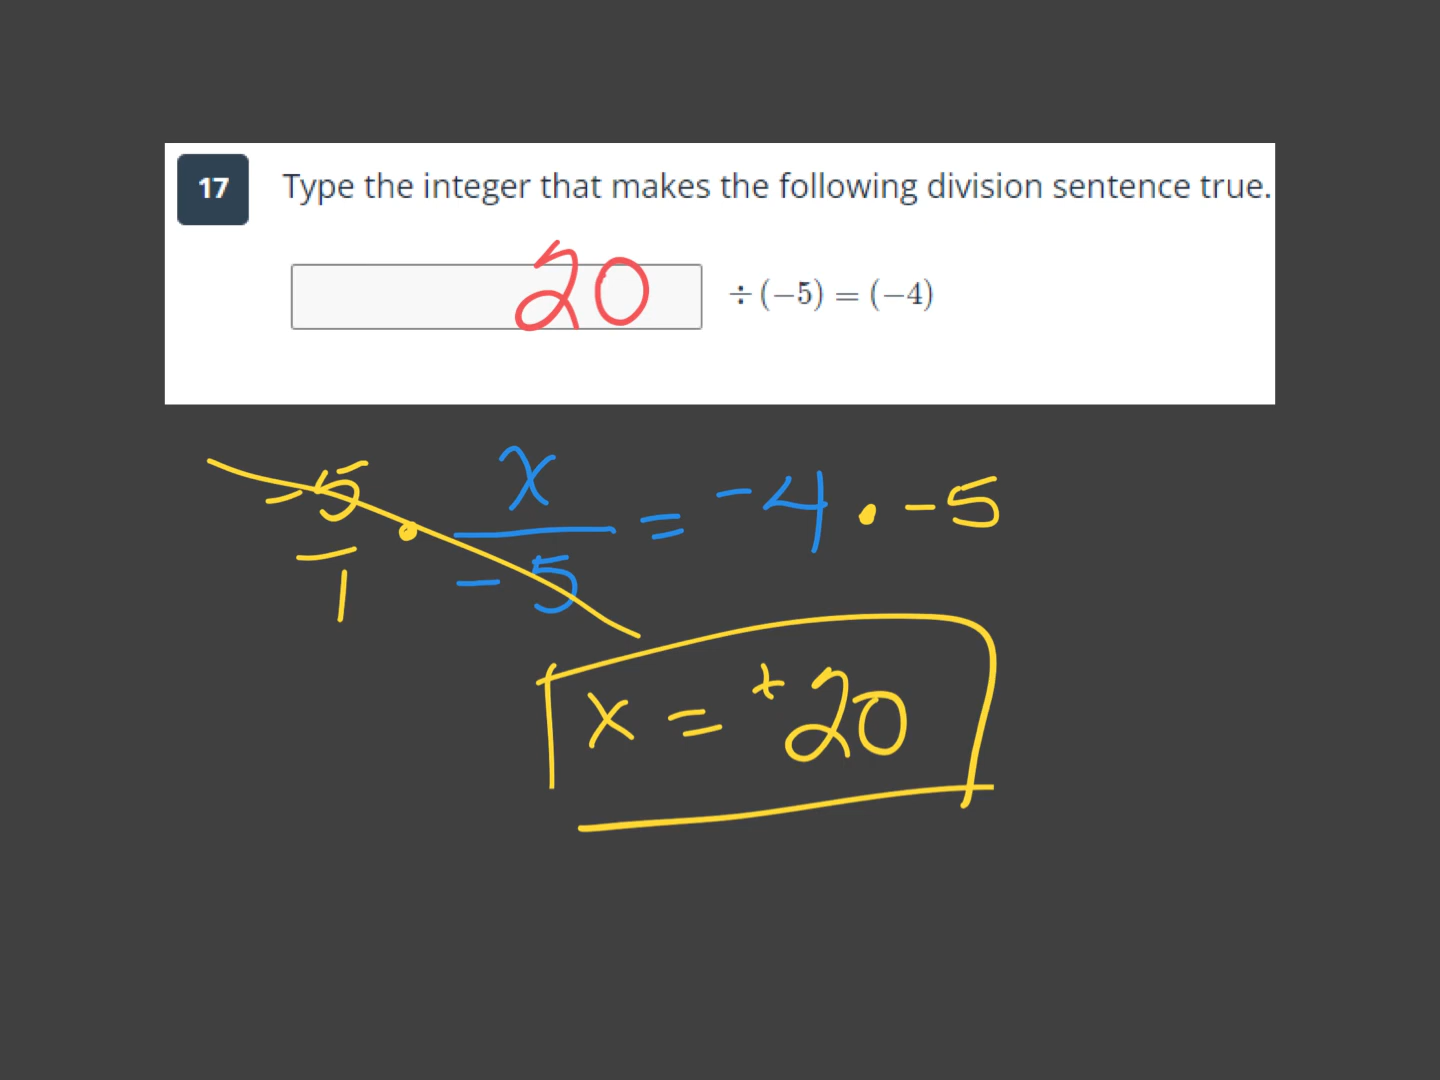 17 Type the integer that makes the following division sentence true.
20 ÷ (−5) = (−4)
-5/1 · x/-5 = -4 · -5
x = +20